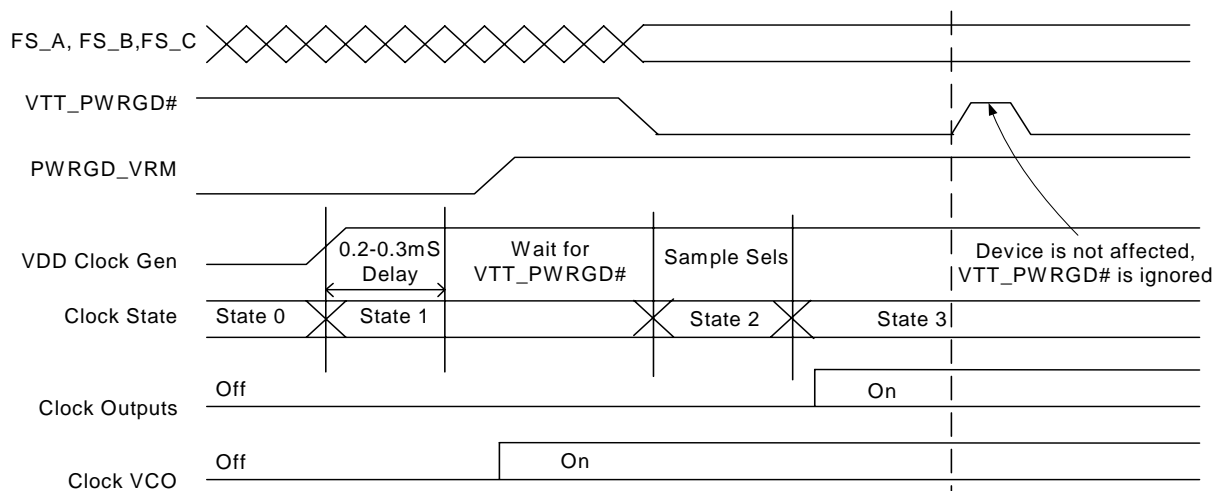 FS_A, FS_B,FS_C
VTT_PWRGD#
PWRGD_VRM
VDD Clock Gen
0.2-0.3mS
Delay
Wait for
VTT_PWRGD#
Sample Sels
Device is not affected,
VTT_PWRGD# is ignored
Clock State
State 0
State 1
State 2
State 3
Clock Outputs
Off
On
Clock VCO
Off
On